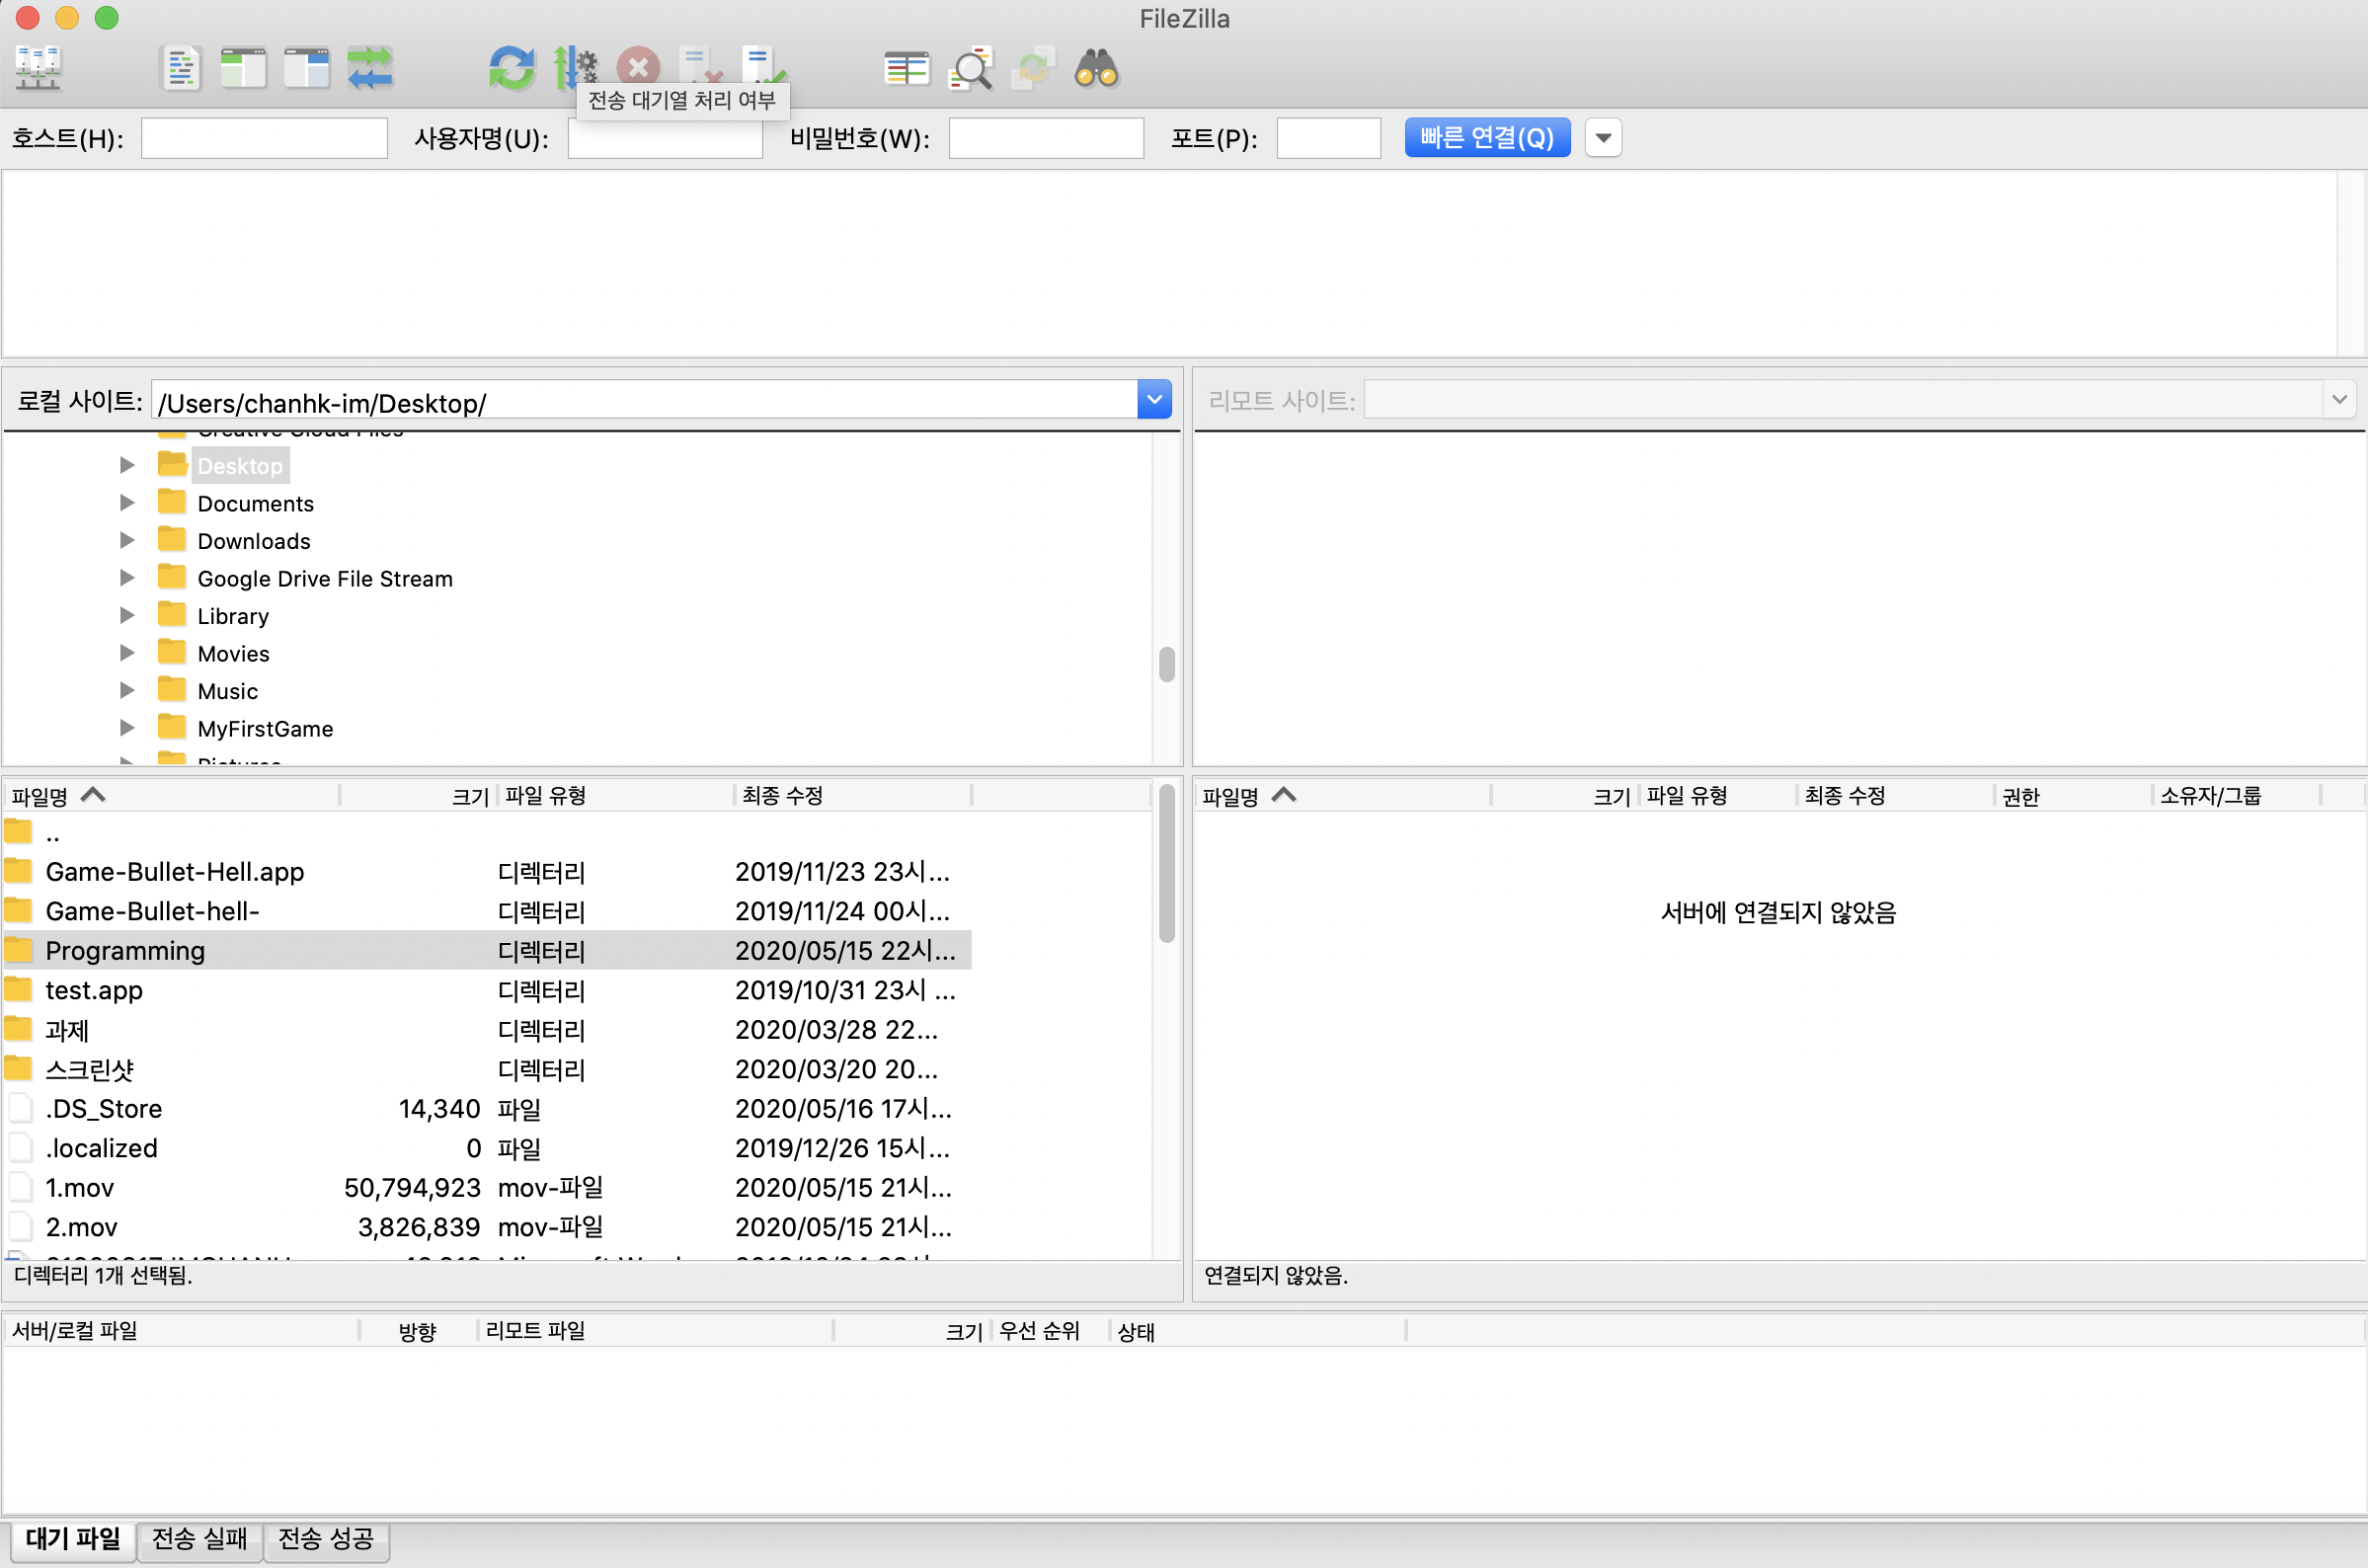 FileZilla
전송 대기열 처리 여부
호스트(H): 사용자명(U): 비밀번호(W): 포트(P): 빠른 연결(Q)
로컬 사이트: /Users/chanhk-im/Desktop/
리모트 사이트:
Creative Cloud Files
Desktop
Documents
Downloads
Google Drive File Stream
Library
Movies
Music
MyFirstGame
Pictures
파일명 크기 파일 유형 최종 수정
..
Game-Bullet-Hell.app 디렉터리 2019/11/23 23시...
Game-Bullet-hell- 디렉터리 2019/11/24 00시...
Programming 디렉터리 2020/05/15 22시...
test.app 디렉터리 2019/10/31 23시 ...
과제 디렉터리 2020/03/28 22...
스크린샷 디렉터리 2020/03/20 20...
.DS_Store 14,340 파일 2020/05/16 17시...
.localized 0 파일 2019/12/26 15시...
1.mov 50,794,923 mov-파일 2020/05/15 21시...
2.mov 3,826,839 mov-파일 2020/05/15 21시...
디렉터리 1개 선택됨.
파일명 크기 파일 유형 최종 수정 권한 소유자/그룹
서버에 연결되지 않았음
연결되지 않았음.
서버/로컬 파일 방향 리모트 파일 크기 우선 순위 상태
대기 파일 전송 실패 전송 성공